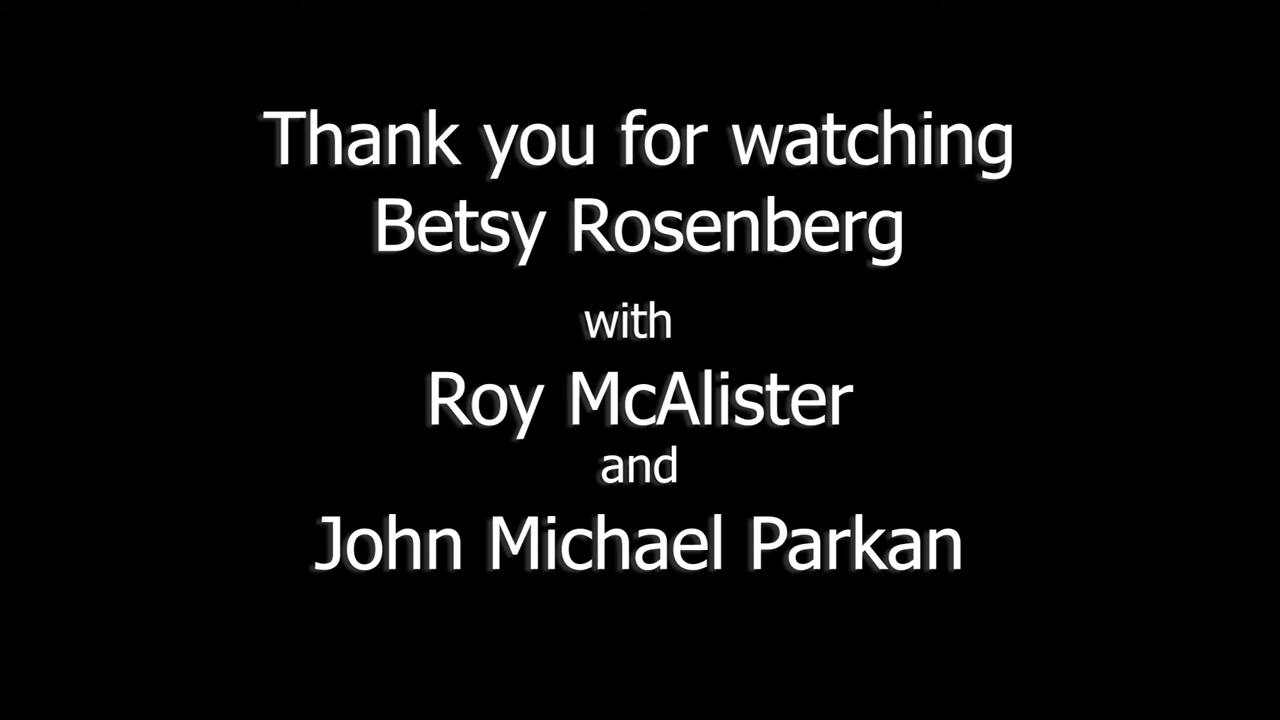 Thank you for watching
Betsy Rosenberg
with
Roy McAlister
and
John Michael Parkan